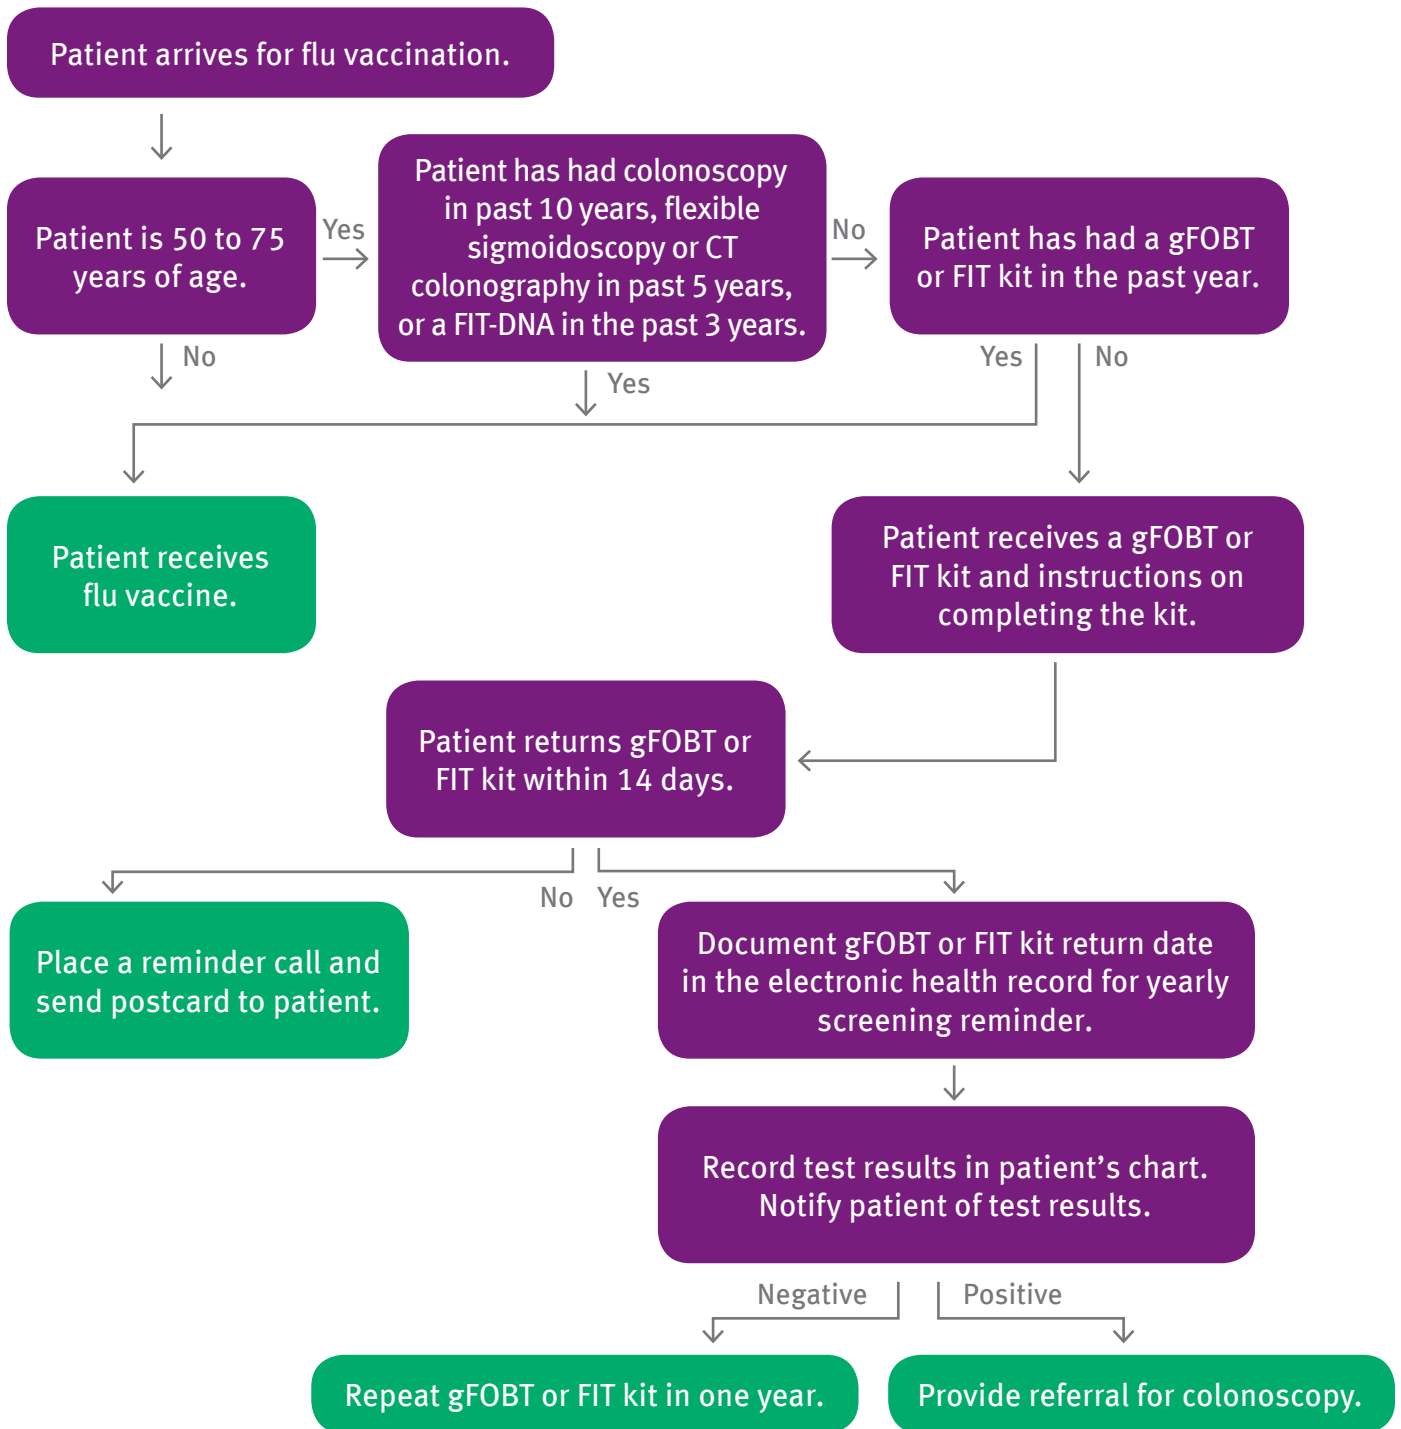 Patient arrives for flu vaccination.
Patient is 50 to 75
years of age.
Yes
No
Patient has had colonoscopy
in past 10 years, flexible
sigmoidoscopy or CT
colonography in past 5 years,
or a FIT-DNA in the past 3 years.
No
Yes
Patient has had a gFOBT
or FIT kit in the past year.
Yes
No
Patient receives
flu vaccine.
Patient receives a gFOBT or
FIT kit and instructions on
completing the kit.
Patient returns gFOBT or
FIT kit within 14 days.
No
Yes
Place a reminder call and
send postcard to patient.
Document gFOBT or FIT kit return date
in the electronic health record for yearly
screening reminder.
Record test results in patient’s chart.
Notify patient of test results.
Negative
Positive
Repeat gFOBT or FIT kit in one year.
Provide referral for colonoscopy.